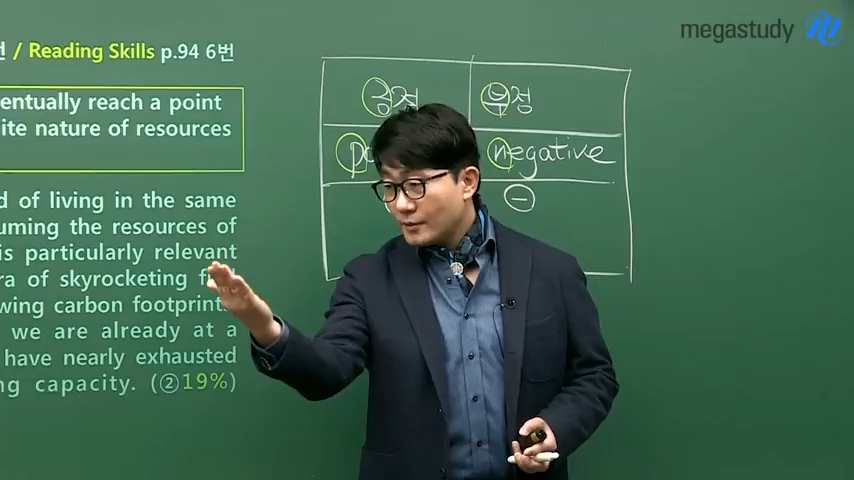 megastudy
/ Reading Skills p.94 6번
entually reach a point
ite nature of resources
d of living in the same
uming the resources of
is particularly relevant
ra of skyrocketing f
wing carbon footprint
we are already at a
have nearly exhausted
ng capacity. (②19%)
긍정 부정
negative
−